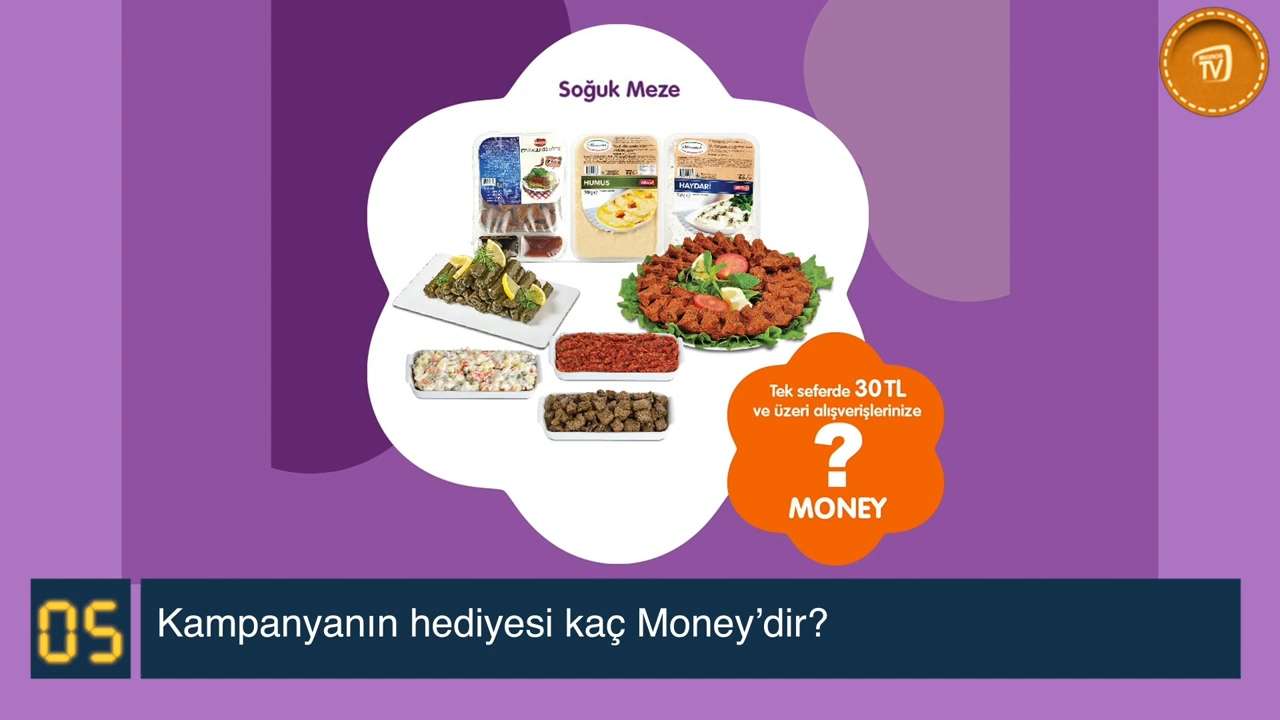 MIGROS
TV
Soğuk Meze
HUMUS
HAYDARİ
Tek seferde 30 TL
ve üzeri alışverişlerinize
?
MONEY
05
Kampanyanın hediyesi kaç Money’dir?